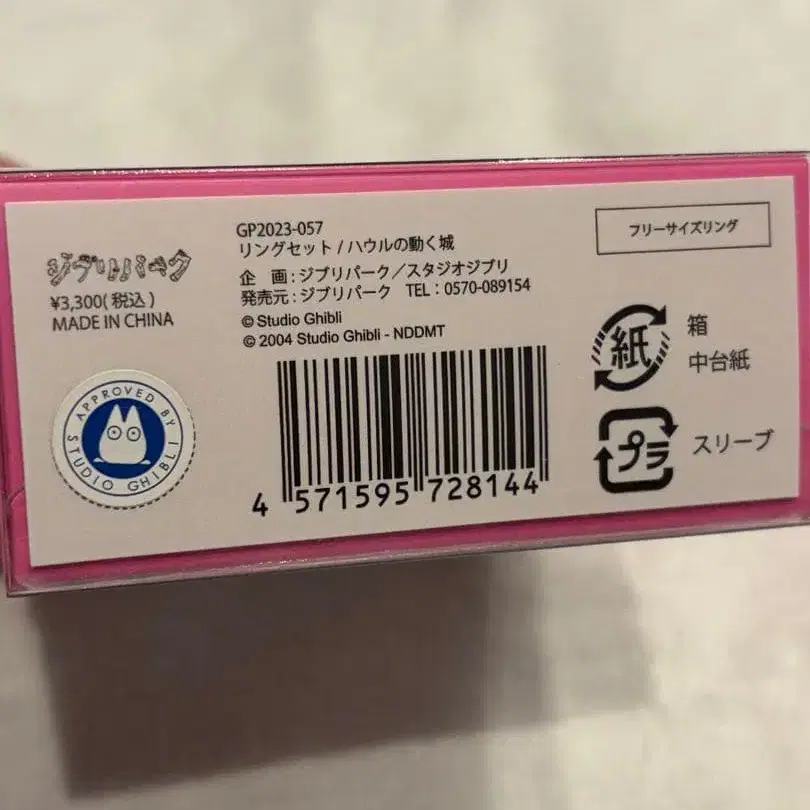 ジブリパーク
¥3,300(税込)
MADE IN CHINA
GP2023-057
リングセット / ハウルの動く城
企　画：ジブリパーク／スタジオジブリ
発売元：ジブリパーク　TEL：0570-089154
© Studio Ghibli
© 2004 Studio Ghibli - NDDMT
フリーサイズリング
APPROVED BY
STUDIO GHIBLI
4 571595 728144
紙
箱
中台紙
プラ
スリーブ